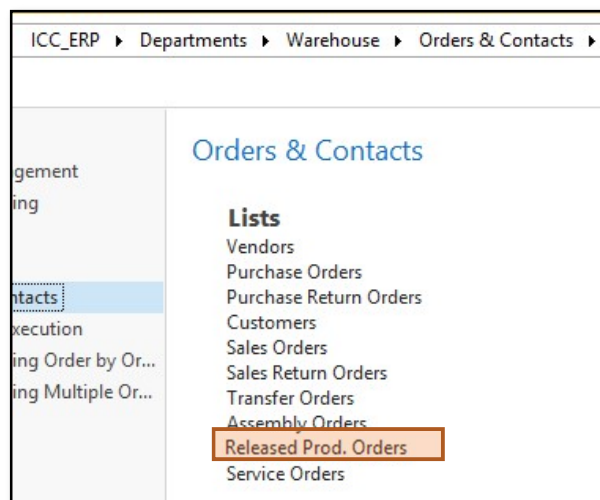 ICC_ERP ▸ Departments ▸ Warehouse ▸ Orders & Contacts ▸
Orders & Contacts
gement
ing
ntacts
xecution
ing Order by Or...
ing Multiple Or...
Lists
Vendors
Purchase Orders
Purchase Return Orders
Customers
Sales Orders
Sales Return Orders
Transfer Orders
Assembly Orders
Released Prod. Orders
Service Orders